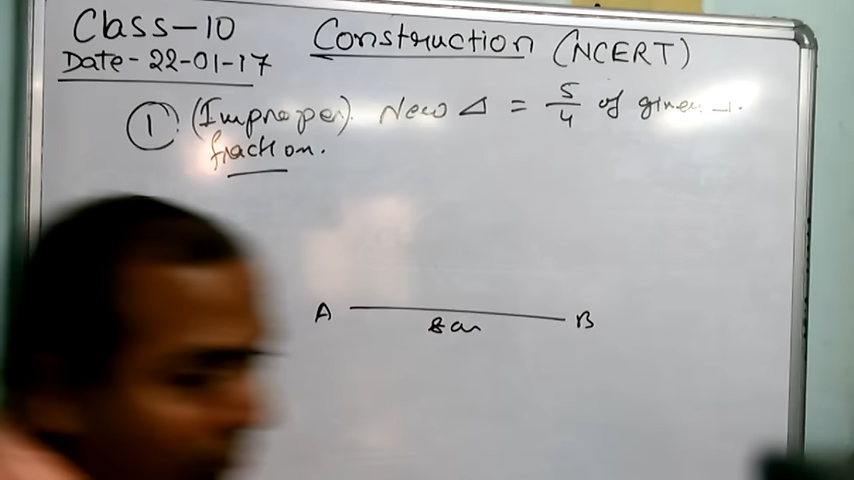 Class-10 Construction (NCERT)
Date-22-01-17
① (Improper). New Δ = 5/4 of given
fraction.
A B
8 cm